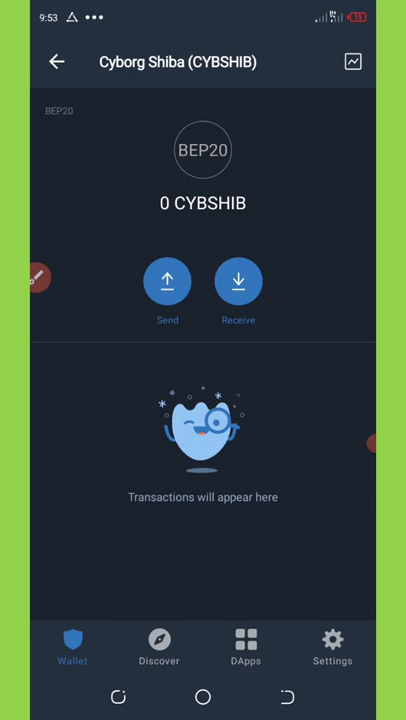 9:53
19
Cyborg Shiba (CYBSHIB)
BEP20
BEP20
0 CYBSHIB
Send
Receive
Transactions will appear here
Wallet
Discover
DApps
Settings